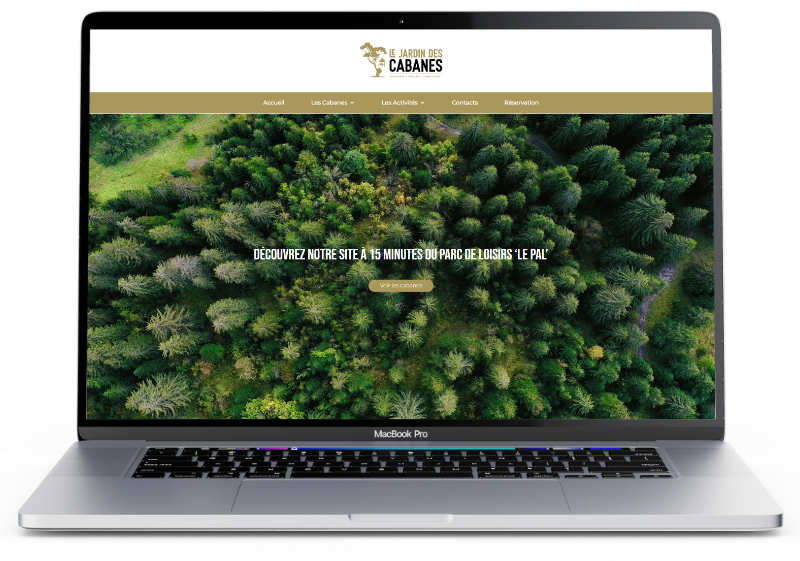 LE JARDIN DES
CABANES
Accueil Les Cabanes Les Activités Contacts Réservation
DÉCOUVREZ NOTRE SITE À 15 MINUTES DU PARC DE LOISIRS 'LE PAL'
Voir les cabanes
MacBook Pro